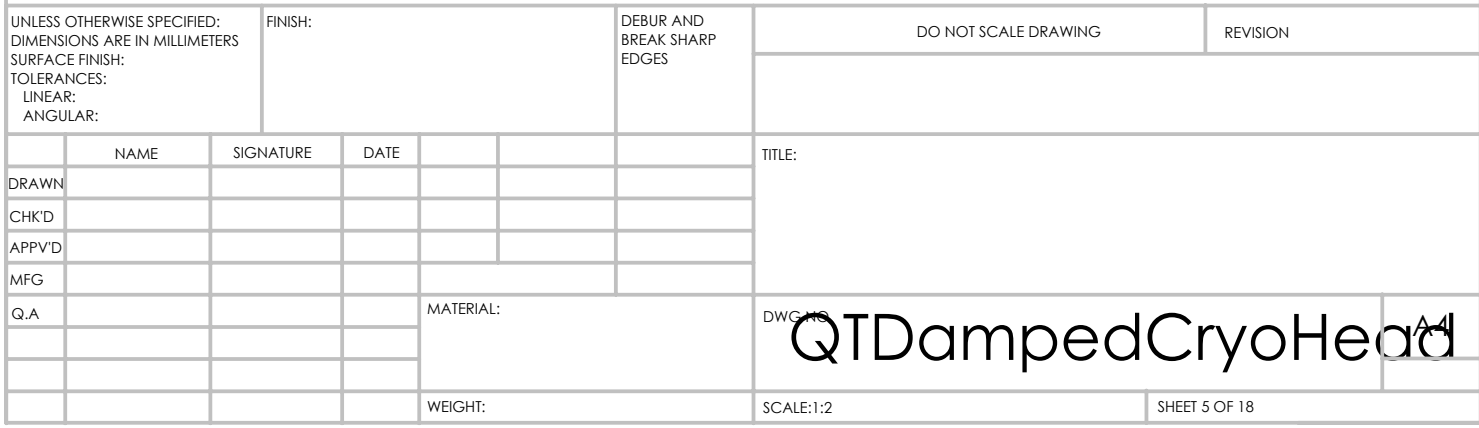 UNLESS OTHERWISE SPECIFIED:
DIMENSIONS ARE IN MILLIMETERS
SURFACE FINISH:
TOLERANCES:
LINEAR:
ANGULAR:
FINISH:
DEBUR AND
BREAK SHARP
EDGES
DO NOT SCALE DRAWING
REVISION
NAME
SIGNATURE
DATE
TITLE:
DRAWN
CHK'D
APPV'D
MFG
Q.A
MATERIAL:
DWG NO.
QTDampedCryoHead
A4
WEIGHT:
SCALE:1:2
SHEET 5 OF 18